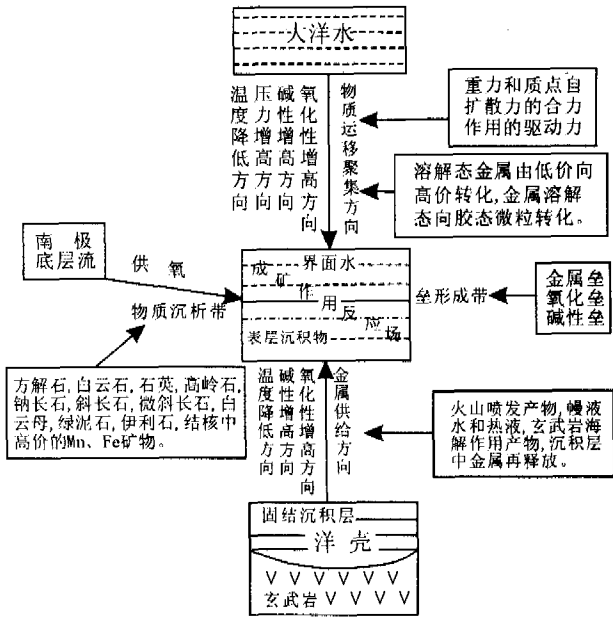 大洋水
温度降低方向
压力增高方向
碱性增高方向
氧化性增高方向
物质运移聚集方向
重力和质点自
扩散力的合力
作用的驱动力
溶解态金属由低价向
高价转化,金属溶解
态向胶态微粒转化。
南极
底层流
供氧
界面水
成矿作用反应场
表层沉积物
垒形成带
金属垒
氧化垒
碱性垒
物质沉析带
方解石,白云石,石英,高岭石,
钠长石,斜长石,微斜长石,白
云母,绿泥石,伊利石,结核中
高价的Mn、Fe矿物。
温度降低方向
碱性增高方向
氧化性增高方向
金属供给方向
火山喷发产物,幔液
水和热液,玄武岩海
解作用产物,沉积层
中金属再释放。
固结沉积层
洋壳
V V V V V
玄武岩 V V V V V